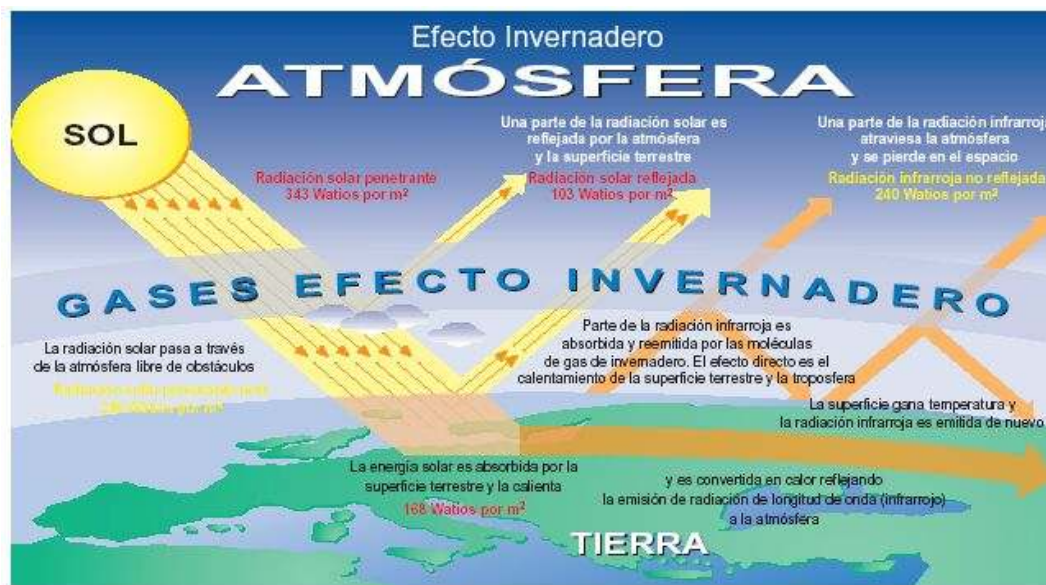 Efecto Invernadero
ATMÓSFERA
SOL
Una parte de la radiación solar es
reflejada por la atmósfera
y la superficie terrestre
Radiación solar reflejada
103 Watios por m²
Una parte de la radiación infrarroja
atraviesa la atmósfera
y se pierde en el espacio
Radiación infrarroja no reflejada
240 Watios por m²
Radiación solar penetrante
343 Watios por m²
GASES EFECTO INVERNADERO
La radiación solar pasa a través
de la atmósfera libre de obstáculos
Radiación solar
por m²
Parte de la radiación infrarroja es
absorbida y reemitida por las moléculas
de gas de invernadero. El efecto directo es el
calentamiento de la superficie terrestre y la troposfera
La superficie gana temperatura y
la radiación infrarroja es emitida de nuevo
La energía solar es absorbida por la
superficie terrestre y la calienta
168 Watios por m²
y es convertida en calor reflejando
la emisión de radiación de longitud de onda (infrarrojo)
a la atmósfera
TIERRA